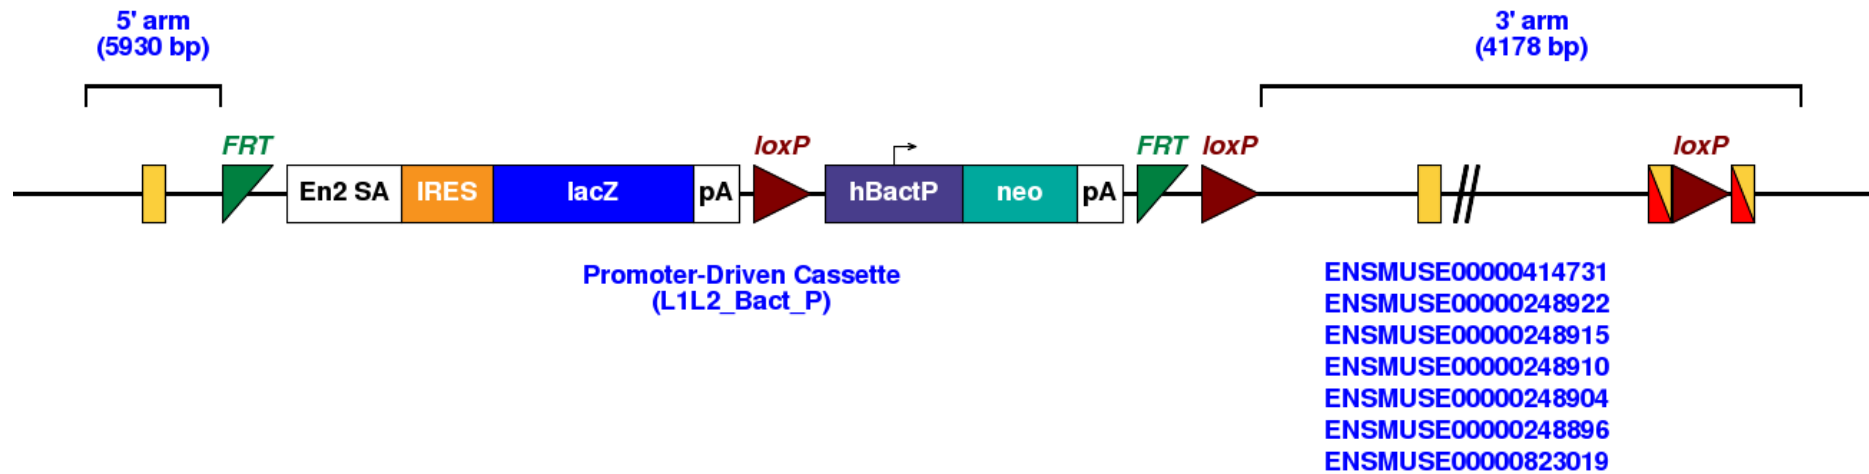 5' arm
(5930 bp)
3' arm
(4178 bp)
FRT
loxP
FRT
loxP
loxP
En2 SA
IRES
lacZ
pA
hBactP
neo
pA
Promoter-Driven Cassette
(L1L2_Bact_P)
ENSMUSE00000414731
ENSMUSE00000248922
ENSMUSE00000248915
ENSMUSE00000248910
ENSMUSE00000248904
ENSMUSE00000248896
ENSMUSE00000823019